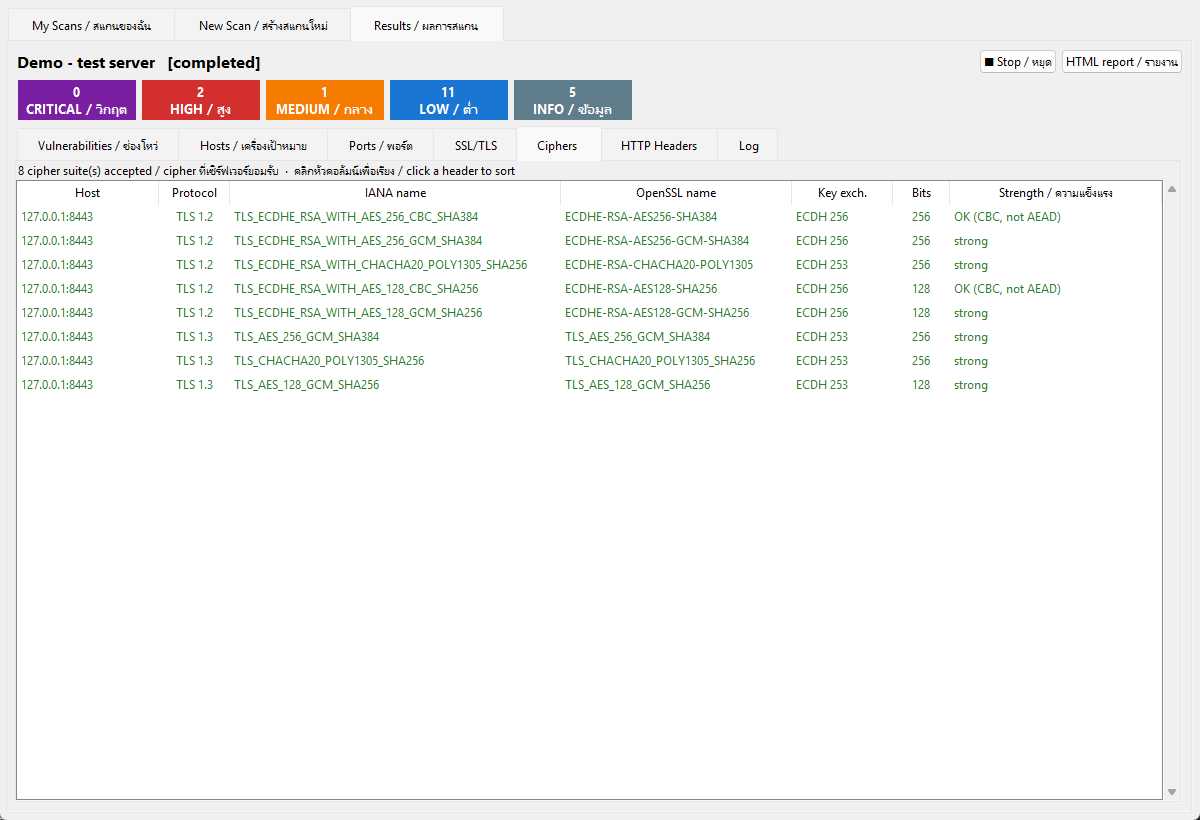 My Scans / สแกนของฉัน New Scan / สร้างสแกนใหม่ Results / ผลการสแกน
Demo - test server [completed] ■ Stop / หยุด HTML report / รายงาน
0 2 1 11 5
CRITICAL / วิกฤต HIGH / สูง MEDIUM / กลาง LOW / ต่ำ INFO / ข้อมูล
Vulnerabilities / ช่องโหว่ Hosts / เครื่องเป้าหมาย Ports / พอร์ต SSL/TLS Ciphers HTTP Headers Log
8 cipher suite(s) accepted / cipher ที่เซิร์ฟเวอร์ยอมรับ · คลิกหัวคอลัมน์เพื่อเรียง / click a header to sort
Host Protocol IANA name OpenSSL name Key exch. Bits Strength / ความแข็งแรง
127.0.0.1:8443 TLS 1.2 TLS_ECDHE_RSA_WITH_AES_256_CBC_SHA384 ECDHE-RSA-AES256-SHA384 ECDH 256 256 OK (CBC, not AEAD)
127.0.0.1:8443 TLS 1.2 TLS_ECDHE_RSA_WITH_AES_256_GCM_SHA384 ECDHE-RSA-AES256-GCM-SHA384 ECDH 256 256 strong
127.0.0.1:8443 TLS 1.2 TLS_ECDHE_RSA_WITH_CHACHA20_POLY1305_SHA256 ECDHE-RSA-CHACHA20-POLY1305 ECDH 253 256 strong
127.0.0.1:8443 TLS 1.2 TLS_ECDHE_RSA_WITH_AES_128_CBC_SHA256 ECDHE-RSA-AES128-SHA256 ECDH 256 128 OK (CBC, not AEAD)
127.0.0.1:8443 TLS 1.2 TLS_ECDHE_RSA_WITH_AES_128_GCM_SHA256 ECDHE-RSA-AES128-GCM-SHA256 ECDH 256 128 strong
127.0.0.1:8443 TLS 1.3 TLS_AES_256_GCM_SHA384 TLS_AES_256_GCM_SHA384 ECDH 253 256 strong
127.0.0.1:8443 TLS 1.3 TLS_CHACHA20_POLY1305_SHA256 TLS_CHACHA20_POLY1305_SHA256 ECDH 253 256 strong
127.0.0.1:8443 TLS 1.3 TLS_AES_128_GCM_SHA256 TLS_AES_128_GCM_SHA256 ECDH 253 128 strong